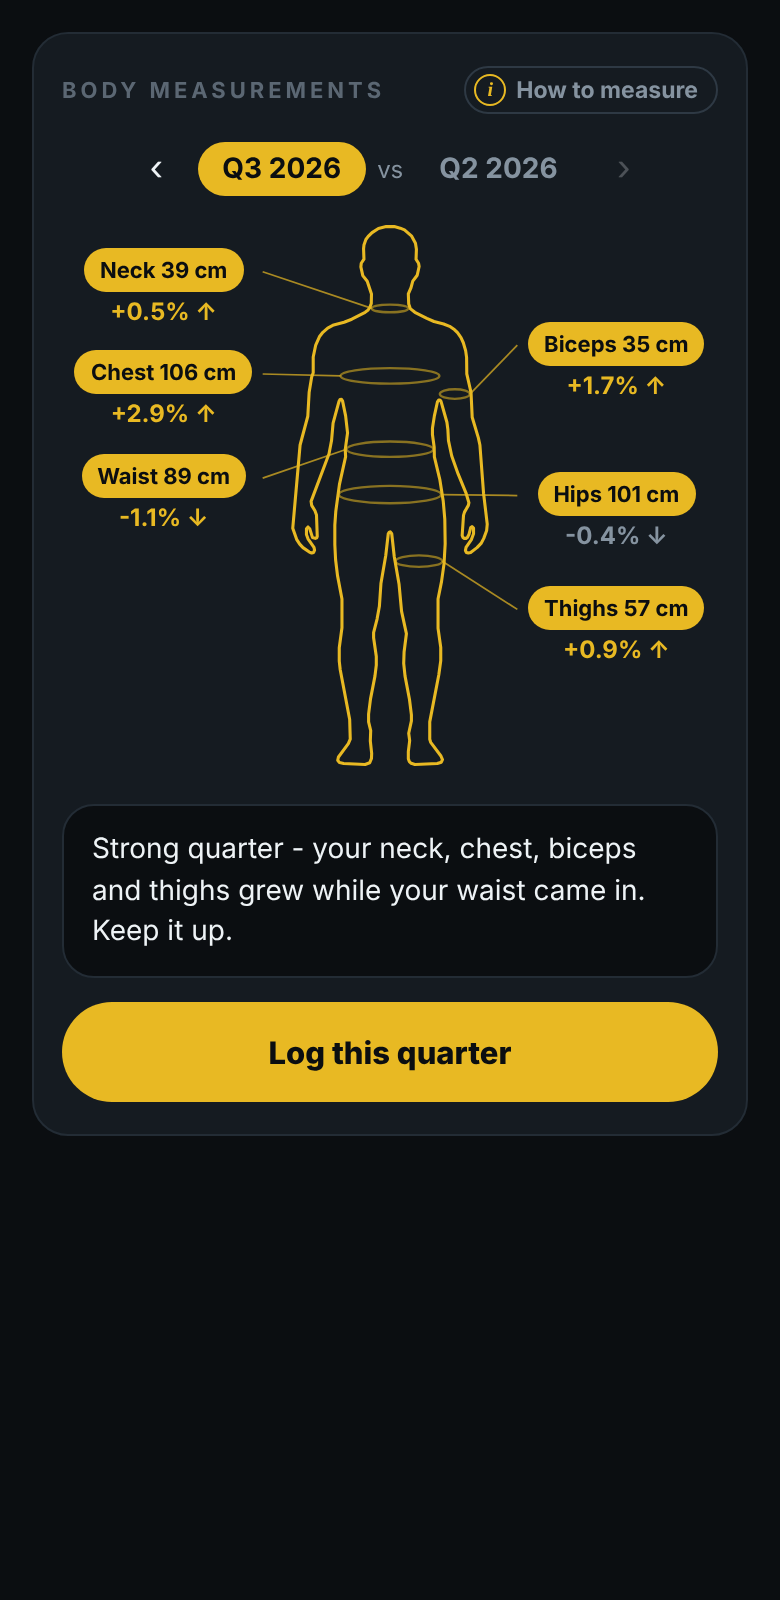 BODY MEASUREMENTS
i How to measure
‹ Q3 2026 vs Q2 2026 ›
Neck 39 cm
+0.5% ↑
Chest 106 cm
+2.9% ↑
Waist 89 cm
-1.1% ↓
Biceps 35 cm
+1.7% ↑
Hips 101 cm
-0.4% ↓
Thighs 57 cm
+0.9% ↑
Strong quarter - your neck, chest, biceps
and thighs grew while your waist came in.
Keep it up.
Log this quarter